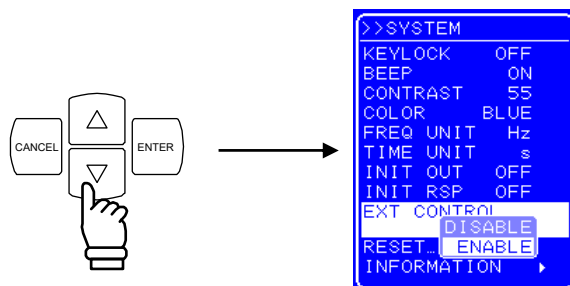 CANCEL
ENTER
>>SYSTEM
KEYLOCK OFF
BEEP ON
CONTRAST 55
COLOR BLUE
FREQ UNIT Hz
TIME UNIT s
INIT OUT OFF
INIT RSP OFF
EXT CONTROL
DISABLE
RESET… ENABLE
INFORMATION